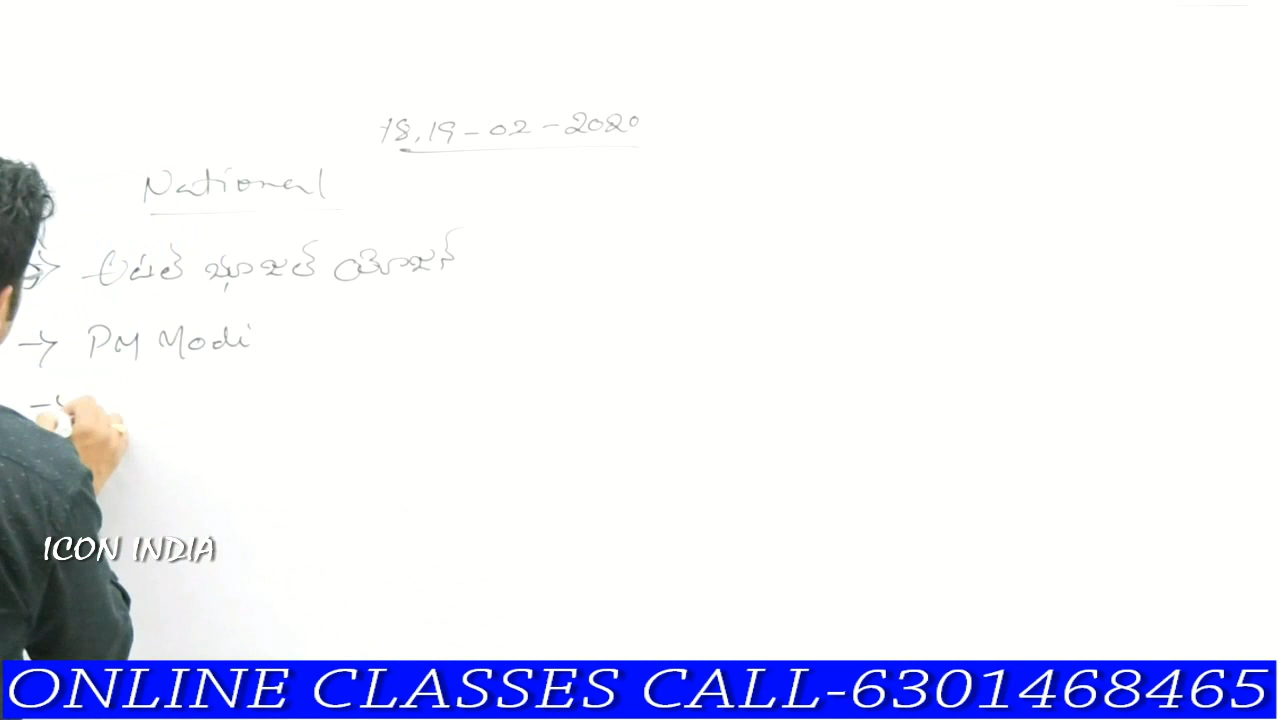 18,19-02-2020
National
→ అటల్ భూజల్ యోజన
→ PM Modi
→
ICON INDIA
ONLINE CLASSES CALL-6301468465